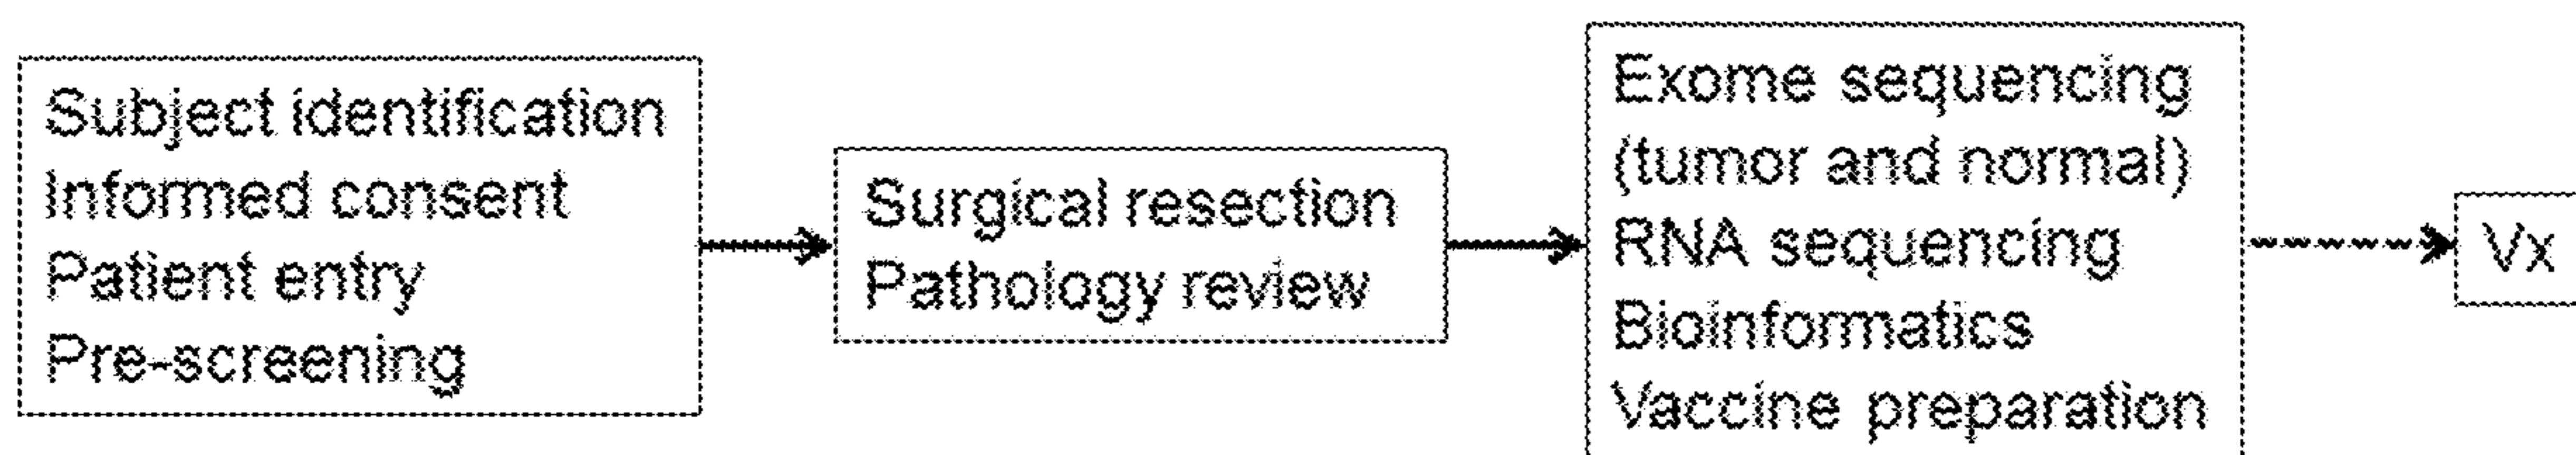 Subject identification
Informed consent
Patient entry
Pre-screening
Surgical resection
Pathology review
Exome sequencing
(tumor and normal)
RNA sequencing
Bioinformatics
Vaccine preparation
Vx